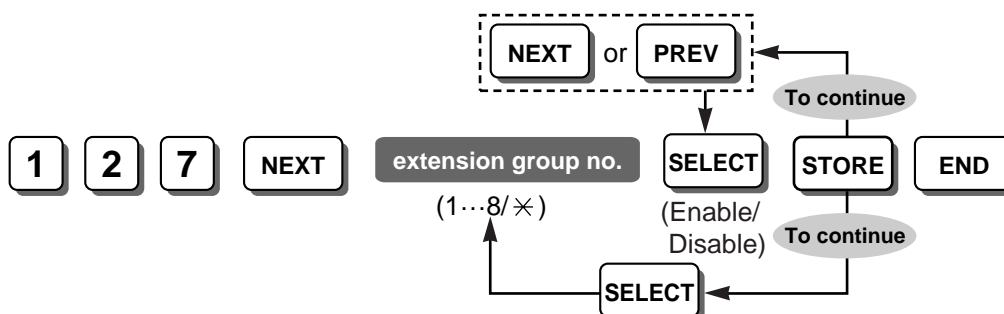 NEXT or PREV
To continue
1 2 7 NEXT extension group no. SELECT STORE END
(1···8/✳)
(Enable/
Disable)
To continue
SELECT